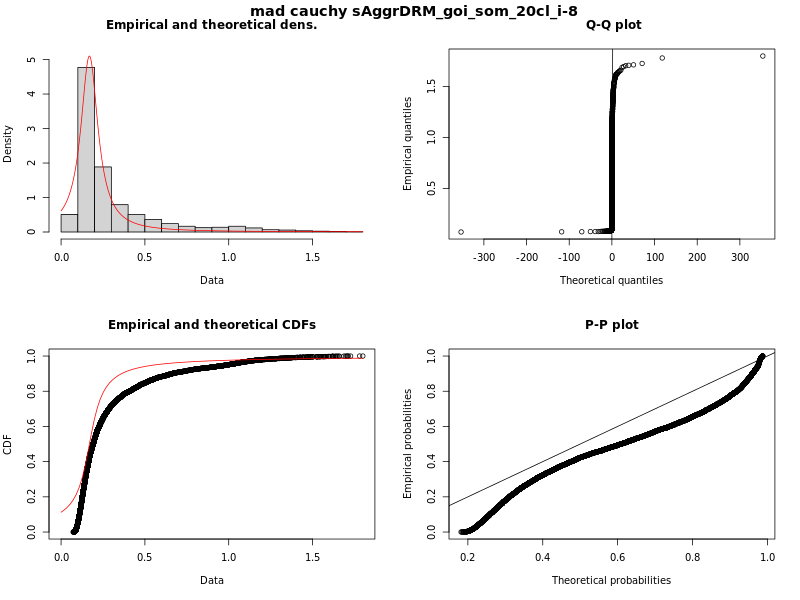 mad cauchy sAggrDRM_goi_som_20cl_i-8
Empirical and theoretical dens.
Density
0 1 2 3 4 5
0.0 0.5 1.0 1.5
Data
Q-Q plot
Empirical quantiles
0.5 1.0 1.5
-300 -200 -100 0 100 200 300
Theoretical quantiles
Empirical and theoretical CDFs
CDF
0.0 0.2 0.4 0.6 0.8 1.0
0.0 0.5 1.0 1.5
Data
P-P plot
Empirical probabilities
0.0 0.2 0.4 0.6 0.8 1.0
0.2 0.4 0.6 0.8 1.0
Theoretical probabilities